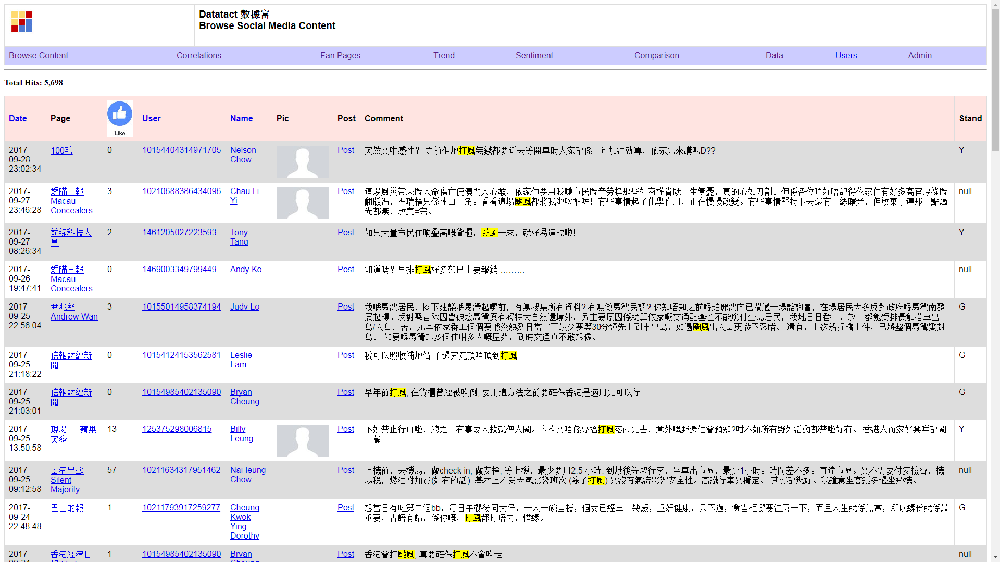 Datatact 數據富
Browse Social Media Content
Browse Content Correlations Fan Pages Trend Sentiment Comparison Data Users Admin
Total Hits: 5,698
Date Page Like User Name Pic Post Comment Stand
2017-09-28 23:02:34 100毛 0 10154404314971705 Nelson Chow Post 突然又咁感性？ 之前佢地打風無錢都要返去等開車時大家都係一句加油就算，依家先來講呢D??  Y
2017-09-27 23:46:28 愛瞞日報 Macau Concealers 3 10210688386434096 Chau Li Yi Post 這場風災帶來既人命傷亡使澳門人心酸，依家仲要用我哋市民既辛勞換那些奸商權貴既一生無憂，真的心如刀割。但係各位唔好唔記得依家仲有好多高官厚祿既
翻版馮，馮瑞權只係冰山一角。看看這場颱風都將我哋吹醒咗！有些事情起了化學作用，正在慢慢改變。有些事情堅持下去還有一絲曙光，但放棄了連那一點燭
光都無，放棄=完。 null
2017-09-27 08:26:34 前線科技人員 2 1461205027223593 Tony Tang Post 如果大量市民住响叠高嘅貨櫃，颱風一來，就好易達標啦！ Y
2017-09-26 19:47:41 愛瞞日報 Macau Concealers 0 1469003349799449 Andy Ko Post 知道嗎？早排打風好多架巴士要報銷 ……… null
2017-09-25 22:56:04 尹兆堅 Andrew Wan 3 10155014958374194 Judy Lo Post 我喺馬灣居民，閣下建議喺馬灣起嘢前，有無搜集所有資料? 有無做馬灣民調? 你知唔知之前喺珀麗灣內已攪過一場諮詢會，在場居民大多反對政府喺馬灣南發
展起樓。反對聲音除因會破壞馬灣原有獨特大自然環境外，另主要原因係就算依家嘅交通配套也不能應付全島居民，我地日日番工，放工都飽受排長龍搭車出
島/入島之苦，尤其依家番工個個要喺炎熱烈日當空下最少要等30分鐘先上到車出島，如遇颱風出入島更慘不忍睹。 還有，上次船撞橋事件，已將整個馬灣變封
島。 如要喺馬灣起多個住咁多人嘅屋苑，到時交通真不敢想像。 G
2017-09-25 21:18:22 信報財經新聞 0 10154124153562581 Leslie Lam Post 稅可以照收補地價 不過究竟頂唔頂到打風 G
2017-09-25 21:03:01 信報財經新聞 0 10154985402135090 Bryan Cheung Post 早年前打風, 在貨櫃曾經被吹倒, 要用這方法之前要確保香港是適用先可以行. G
2017-09-25 13:50:58 現場 － 蘋果突發 13 125375298006815 Billy Leung Post 不如禁止行山啦，總之一有事要人救就俾人鬧。今次又唔係專揾打風落雨先去，意外嘅野邊個會預知?咁不如所有野外活動都禁啦好冇。 香港人而家好興咩都鬧
一餐 Y
2017-09-25 09:12:58 幫港出聲 Silent Majority 57 10211634317951462 Nai-leung Chow Post 上機前，去機場，做check in, 做安檢, 等上機，最少要用2.5 小時. 到埗後等取行李，坐車出市區，最少1小時。時間差不多。直達市區。又不需要付安檢費，機
場税，燃油附加費(如有的話). 基本上不受天氣影響班次 (除了打風) 又沒有氣流影響安全性。高鐵行車又穩定。 其實都幾好。我鐘意坐高鐵多過坐飛機。 null
2017-09-24 22:48:48 巴士的報 1 10211793917259277 Cheung Kwok Ying Dorothy Post 想當日有咗第二個bb，每日午餐後同大仔，一人一碗雪糕，個女已經三十幾歲，重好健康，只不過，食雪柜嘢要注意一下，而且人生就係無常，所以緣份就係最
重要，古語有講，係你嘅，打風都打唔去，惜緣。 G
2017- 香港經濟日 1 10154985402135090 Bryan Post 香港會打颱風, 真要確保打風不會吹走 null